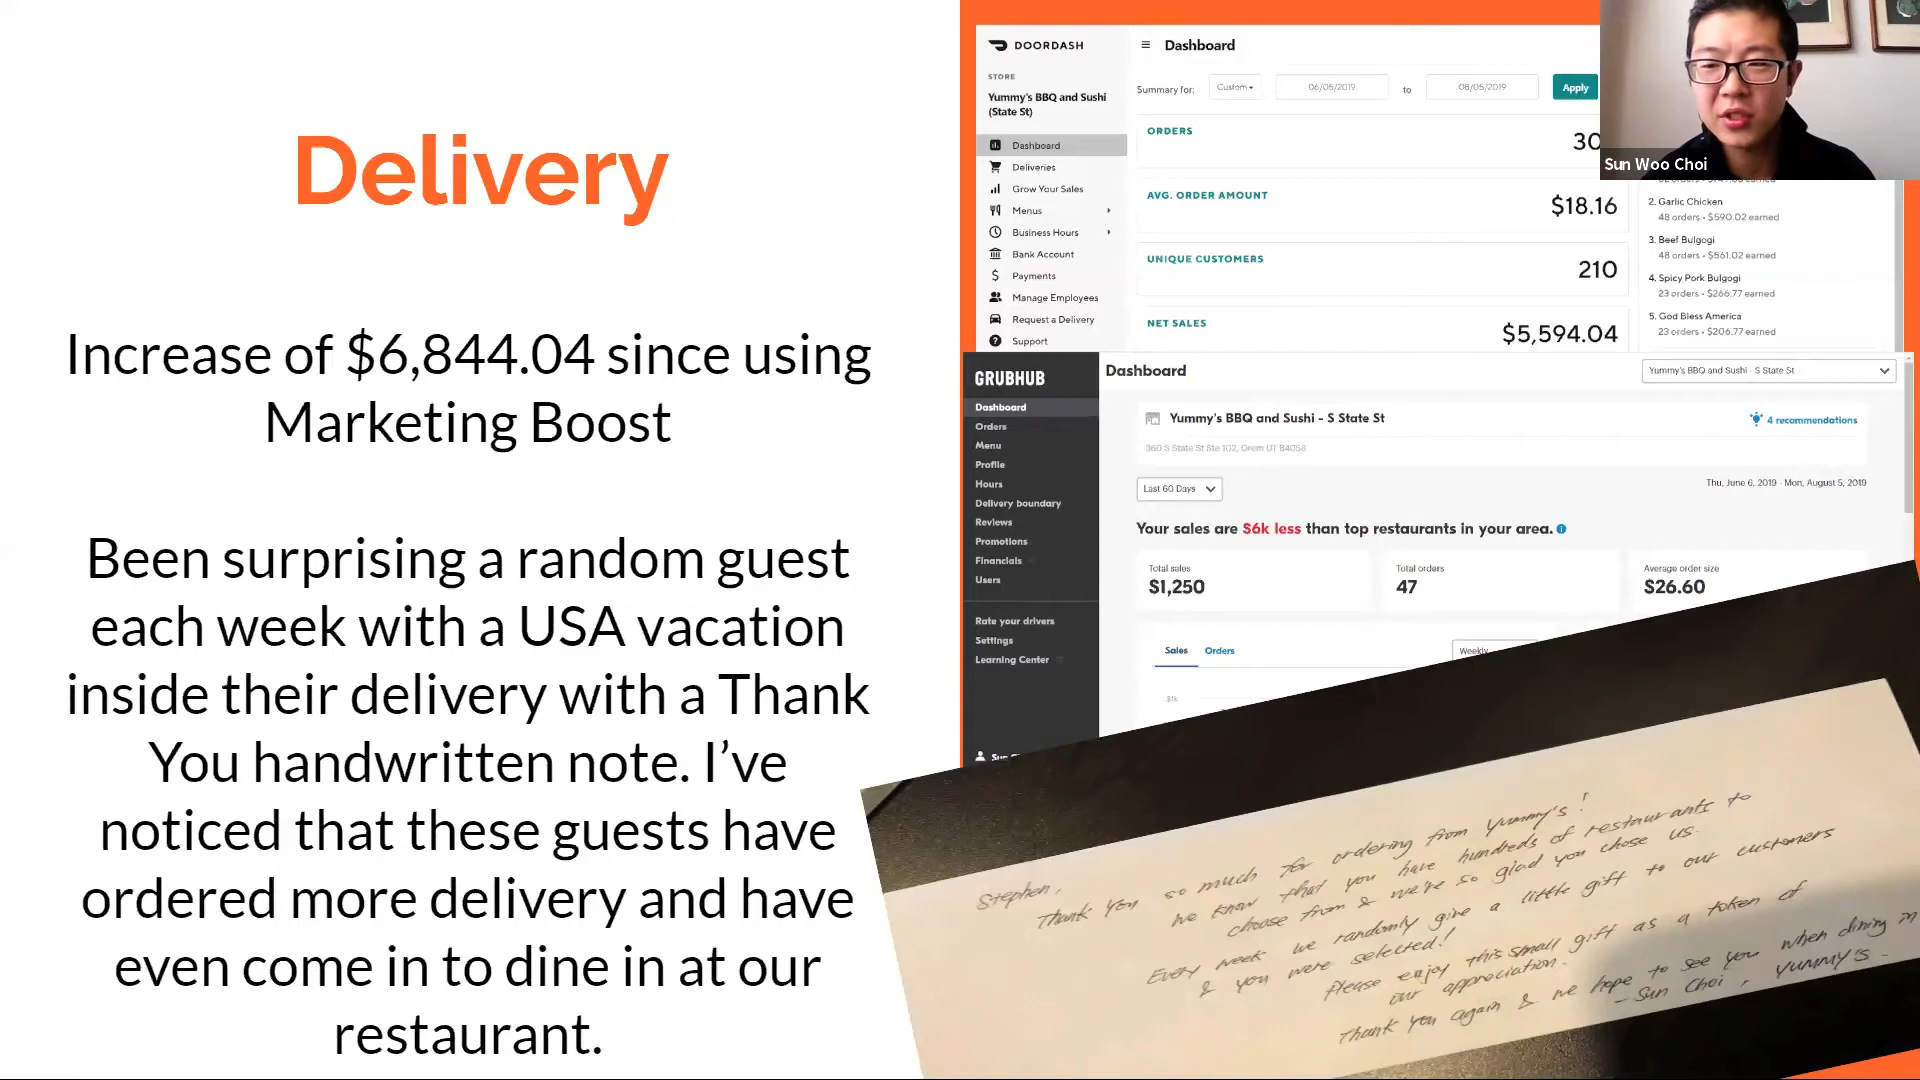 Delivery
Increase of $6,844.04 since using
Marketing Boost
Been surprising a random guest
each week with a USA vacation
inside their delivery with a Thank
You handwritten note. I’ve
noticed that these guests have
ordered more delivery and have
even come in to dine in at our
restaurant.
DOORDASH
STORE
Yummy's BBQ and Sushi
(State St)
Dashboard
Deliveries
Grow Your Sales
Menus
Business Hours
Bank Account
Payments
Manage Employees
Request a Delivery
Support
Dashboard
Summary for: Custom 06/05/2019 to 08/05/2019 Apply
ORDERS
30
AVG. ORDER AMOUNT
$18.16
UNIQUE CUSTOMERS
210
NET SALES
$5,594.04
Sun Woo Choi
2. Garlic Chicken
48 orders • $590.02 earned
3. Beef Bulgogi
48 orders • $561.02 earned
4. Spicy Pork Bulgogi
23 orders • $266.77 earned
5. God Bless America
23 orders • $206.77 earned
GRUBHUB
Dashboard
Orders
Menu
Profile
Hours
Delivery boundary
Reviews
Promotions
Financials
Users
Rate your drivers
Settings
Learning Center
Dashboard
Yummy's BBQ and Sushi - S State St
Yummy's BBQ and Sushi - S State St
4 recommendations
360 S State St Ste 102, Orem UT 84058
Last 60 Days
Thu, June 6, 2019 - Mon, August 5, 2019
Your sales are $6k less than top restaurants in your area.
Total sales
$1,250
Total orders
47
Average order size
$26.60
Sales Orders
Weekly
$1k
Stephen,
Thank you so much for ordering from Yummy's!
We know that you have hundreds of restaurants to
choose from & we're so glad you chose us.
Every week we randomly give a little gift to our customers
& you were selected!
Please enjoy this small gift as a token of
our appreciation.
Thank you again & we hope to see you when dining in
- Sun Choi, Yummy's